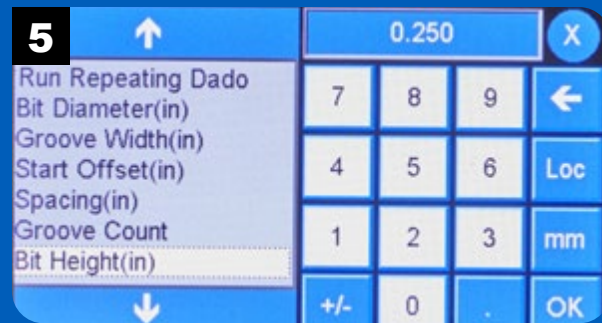 5
0.250
X
Run Repeating Dado
Bit Diameter(in)
Groove Width(in)
Start Offset(in)
Spacing(in)
Groove Count
Bit Height(in)
7 8 9
4 5 6 Loc
1 2 3 mm
+/- 0 . OK